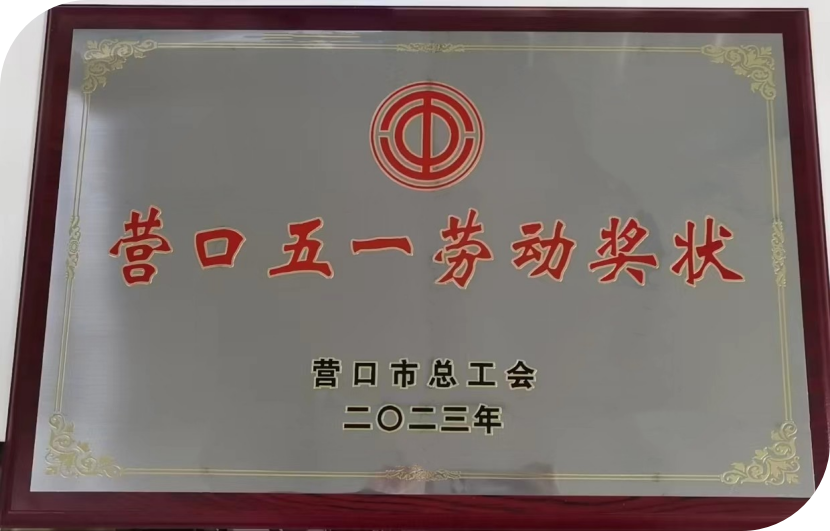 营口五一劳动奖状
营口市总工会
二〇二三年